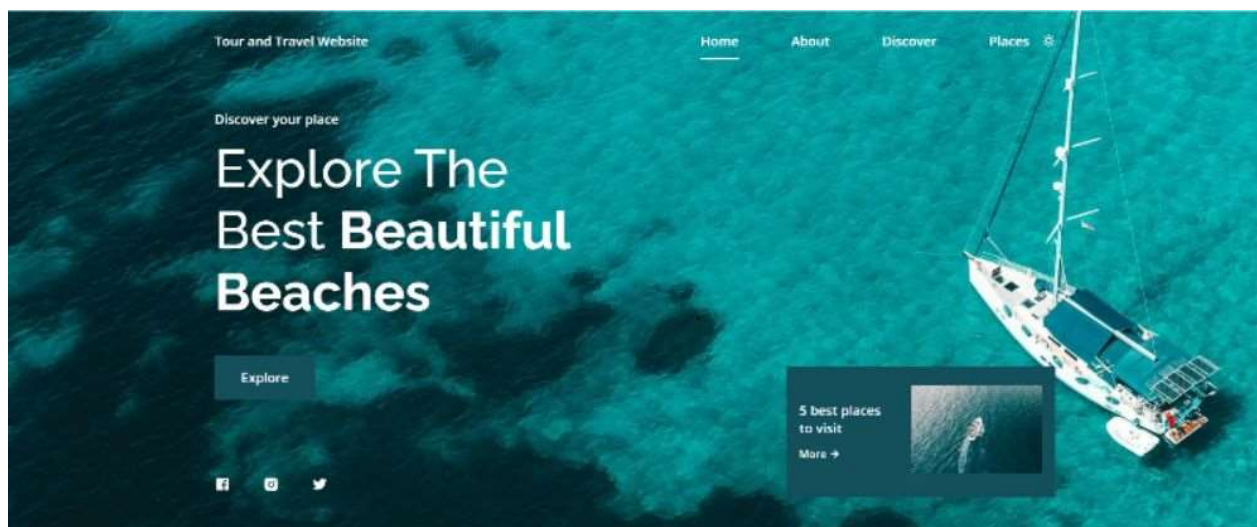 Tour and Travel Website
Home About Discover Places
Discover your place
Explore The
Best Beautiful
Beaches
Explore
5 best places
to visit
More →